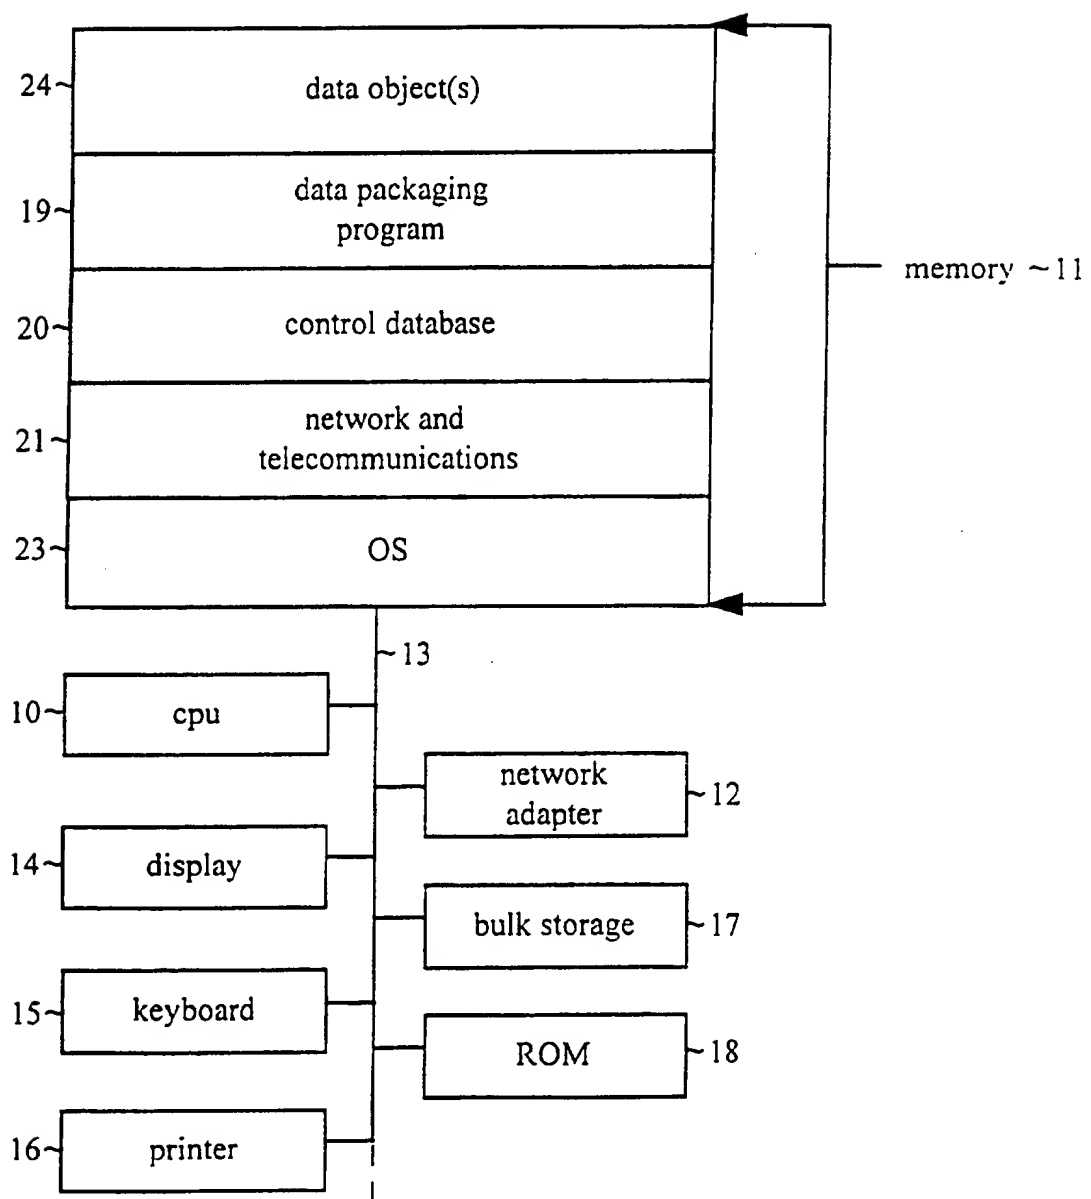 24~ data object(s)
19~ data packaging
program
memory ~11
20~ control database
21~ network and
telecommunications
23~ OS
~13
10~ cpu
network
adapter ~12
14~ display
bulk storage ~17
15~ keyboard
ROM ~18
16~ printer